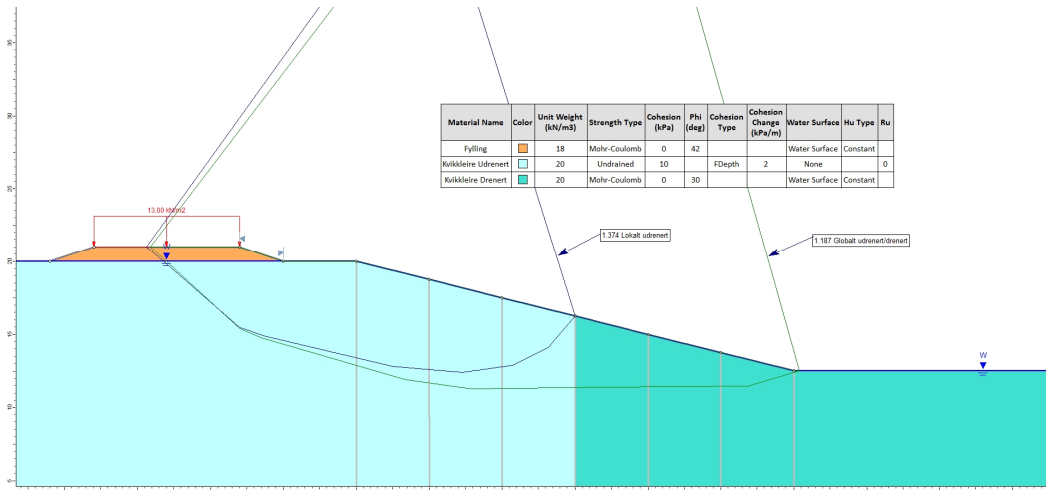 35
30
25
20
15
10
5
Material Name Color Unit Weight (kN/m3) Strength Type Cohesion (kPa) Phi (deg) Cohesion Type Cohesion Change (kPa/m) Water Surface Hu Type Ru
Fylling 18 Mohr-Coulomb 0 42 Water Surface Constant
Kvikkleire Udrenert 20 Undrained 10 FDepth 2 None 0
Kvikkleire Drenert 20 Mohr-Coulomb 0 30 Water Surface Constant
13.00 kN/m2
1.374 Lokalt udrenert
1.187 Globalt udrenert/drenert
W
W